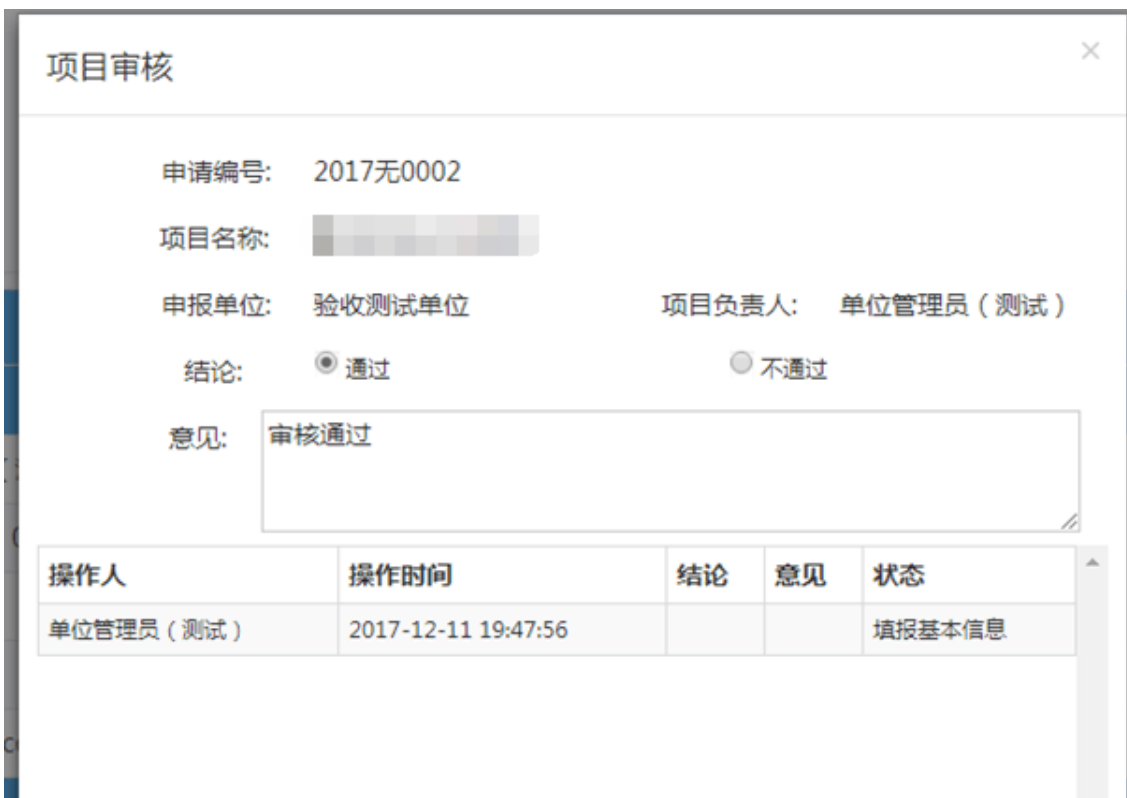 项目审核 ×
申请编号: 2017无0002
项目名称:
申报单位: 验收测试单位 项目负责人: 单位管理员（测试）
结论: 通过 不通过
意见: 审核通过
操作人 操作时间 结论 意见 状态
单位管理员（测试） 2017-12-11 19:47:56 填报基本信息